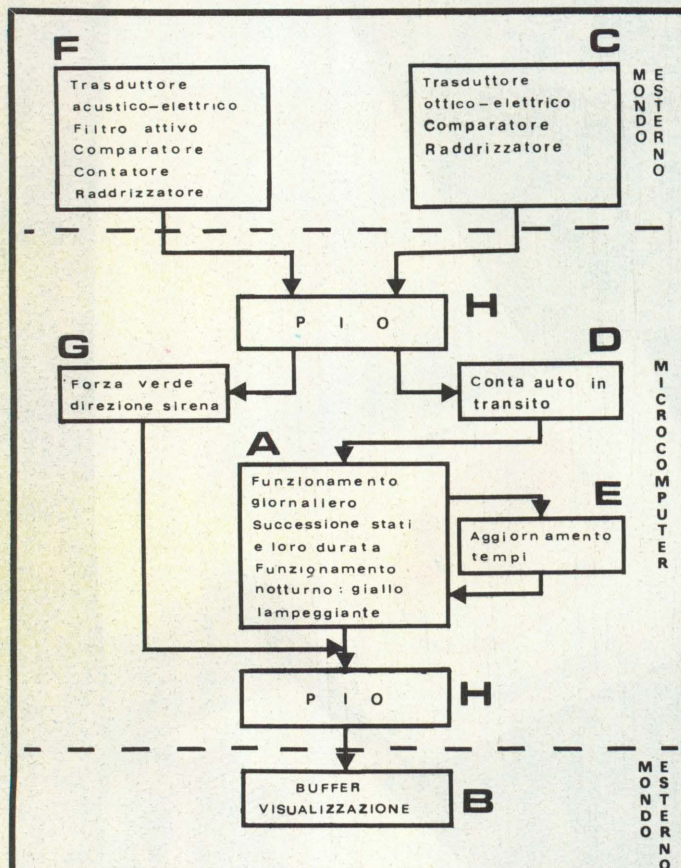 F
Trasduttore
acustico-elettrico
Filtro attivo
Comparatore
Contatore
Raddrizzatore
C
Trasduttore
ottico-elettrico
Comparatore
Raddrizzatore
MONDO
ESTERNO
PIO
H
G
Forza verde
direzione sirena
D
Conta auto in
transito
MICROCOMPUTER
A
Funzionamento
giornaliero
Successione stati
e loro durata
Funzionamento
notturno: giallo
lampeggiante
E
Aggiornamento
tempi
PIO
H
BUFFER
VISUALIZZAZIONE
B
MONDO
ESTERNO